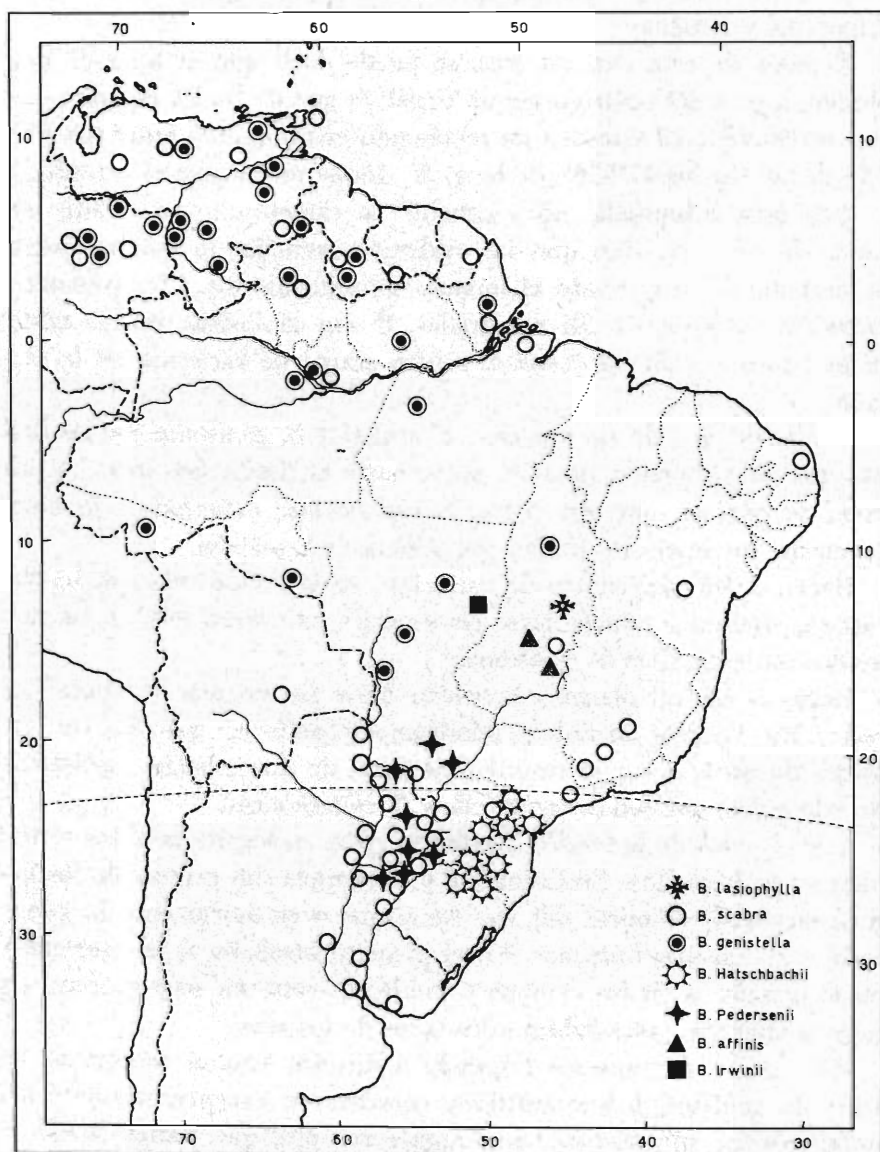 70 60 50 40
10 10
0 0
10 10
20 20
30 30
B. lasiophylla
B. scabra
B. genistella
B. Hatschbachii
B. Pedersenii
B. affinis
B. Irwinii
70 60 50 40 30